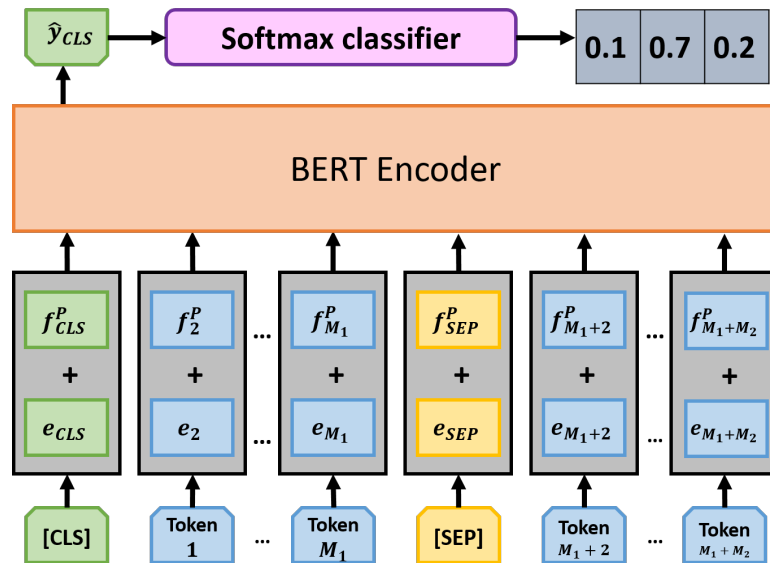 ŷ_CLS Softmax classifier 0.1 0.7 0.2
BERT Encoder
f^P_CLS f^P_2 ... f^P_M₁ f^P_SEP f^P_M₁+2 ... f^P_M₁+M₂
+ + + + + +
e_CLS e_2 ... e_M₁ e_SEP e_M₁+2 ... e_M₁+M₂
[CLS] Token 1 ... Token M₁ [SEP] Token M₁ + 2 ... Token M₁ + M₂